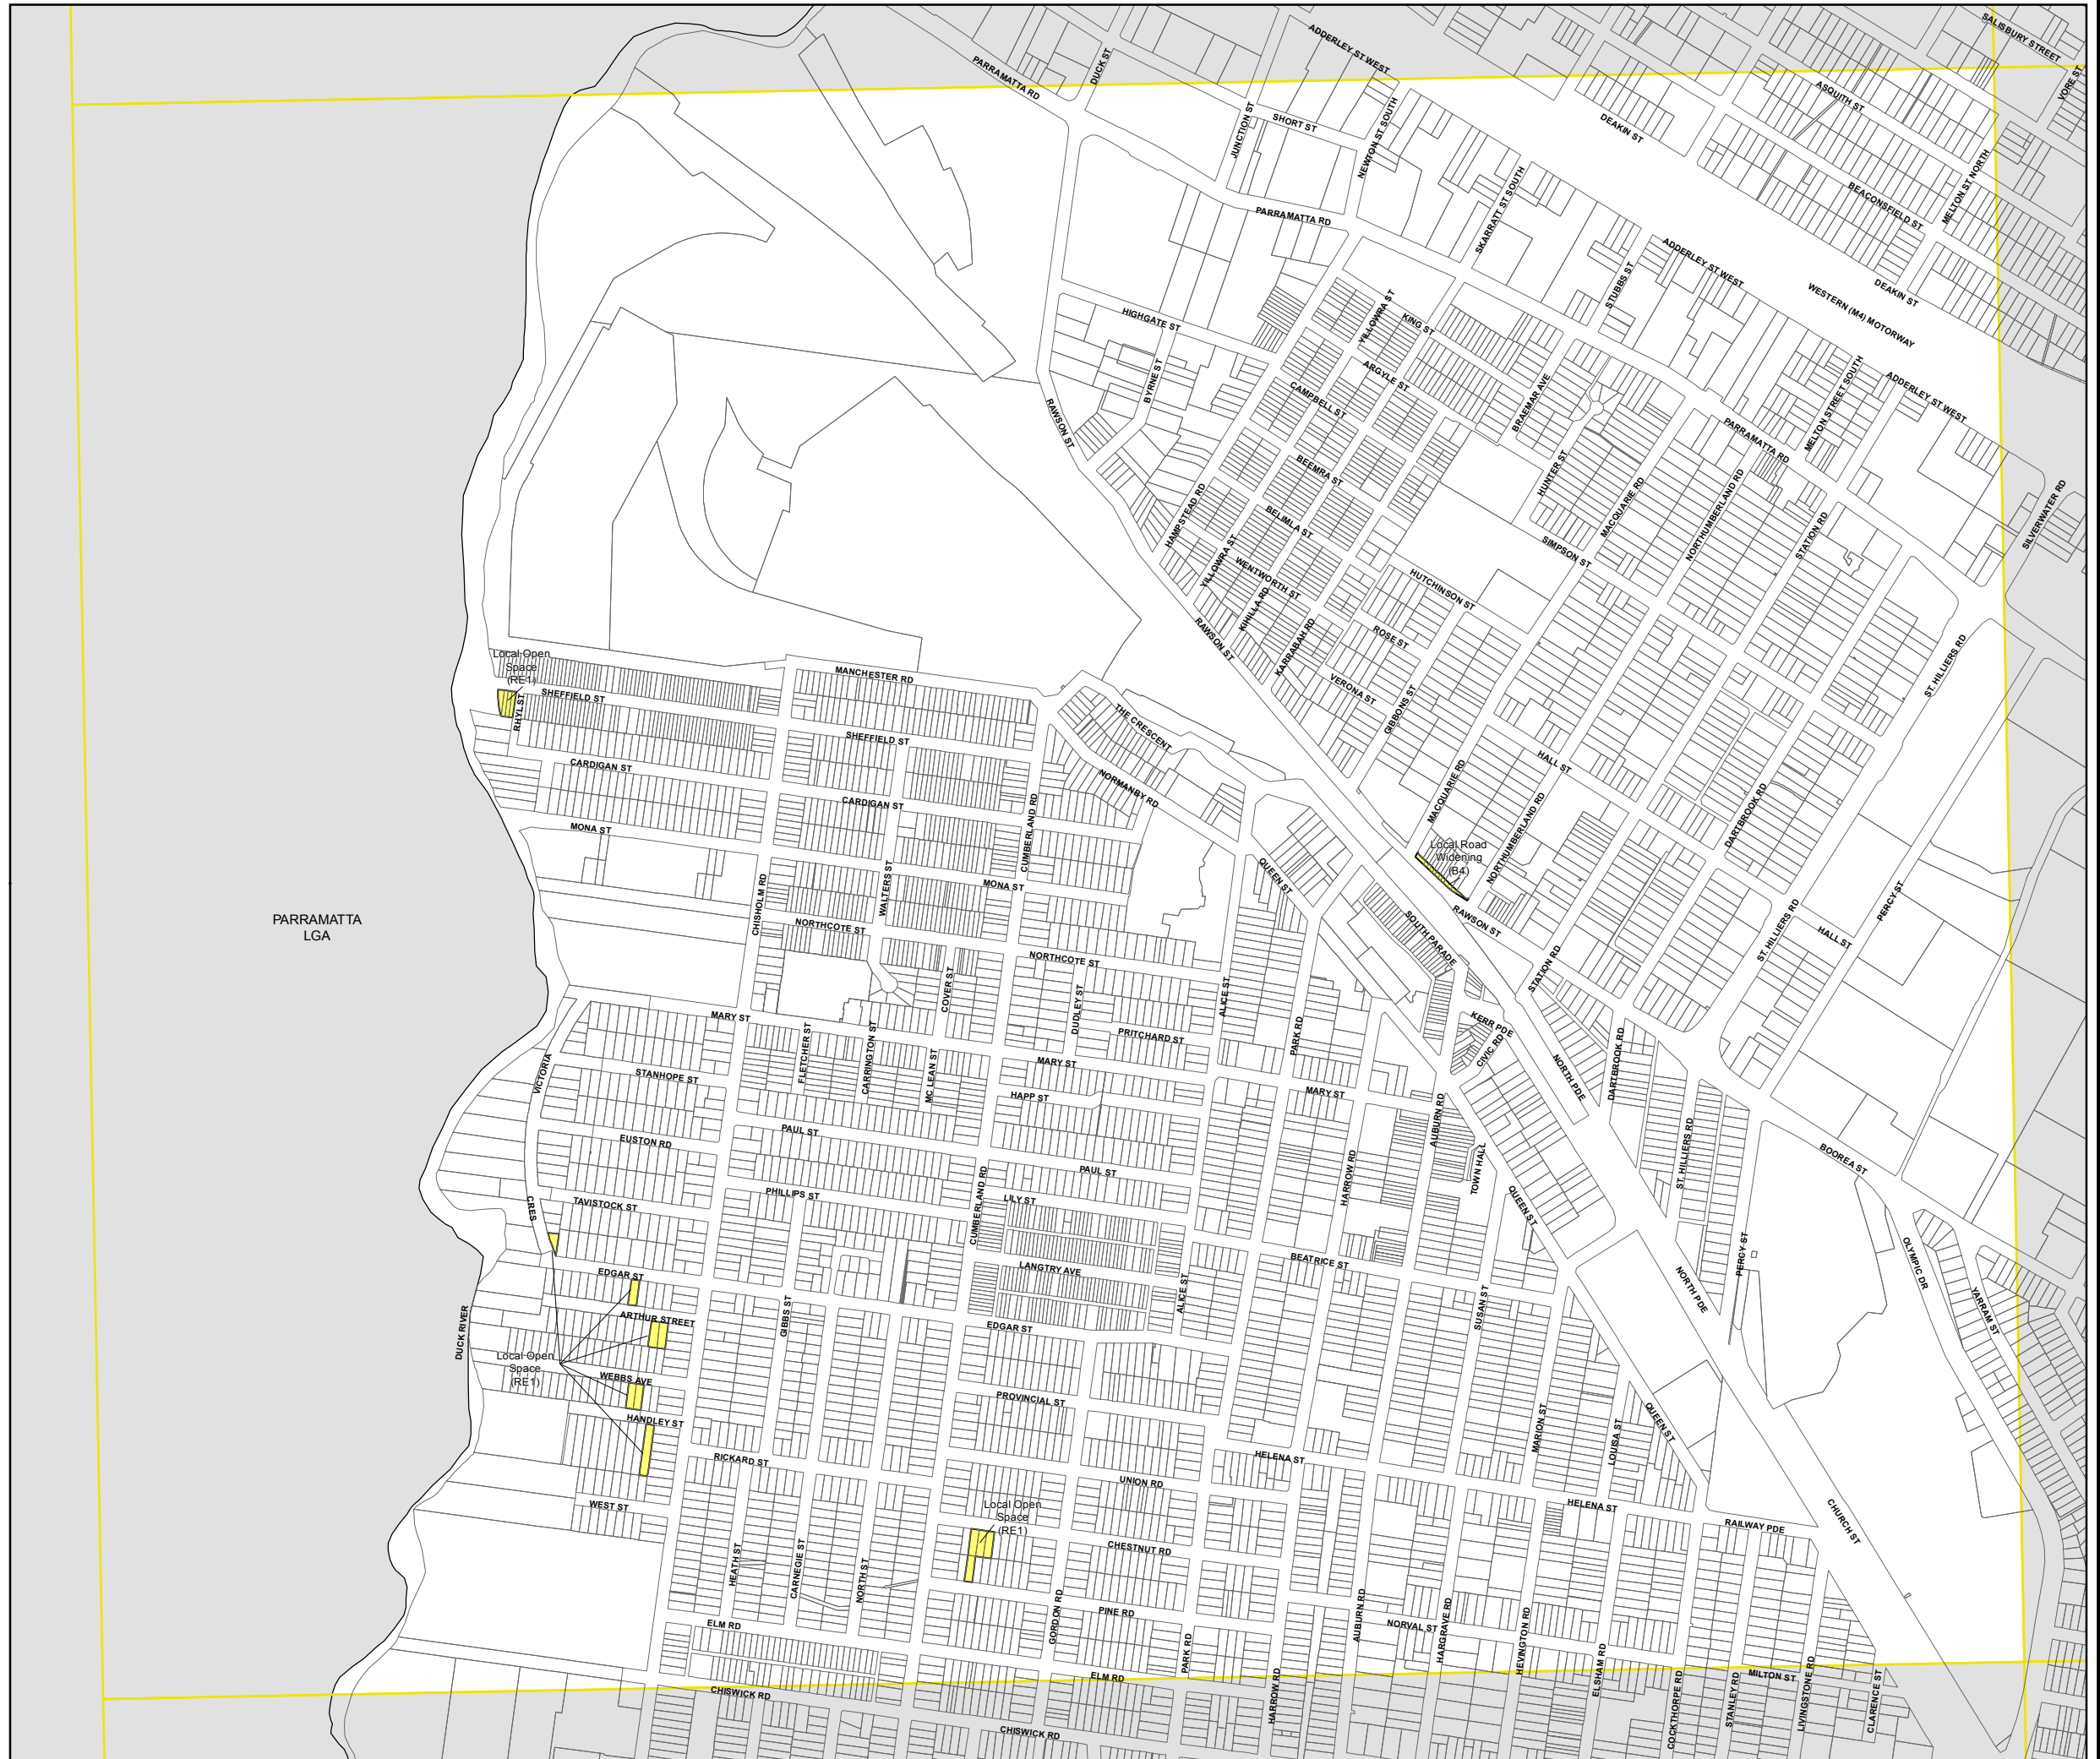 SALISBURY STREET
ADDERLEY ST WEST
DUCK ST
PARRAMATTA RD
VORE ST
ASQUITH ST
JUNCTION ST
SHORT ST
NEWTON ST SOUTH
DEAKIN ST
SKARRATT ST SOUTH
BEACONSFIELD ST
MELTON ST NORTH
PARRAMATTA RD
ADDERLEY ST WEST
STUBBS ST
WESTERN (M4) MOTORWAY
DEAKIN ST
HIGHGATE ST
YILLOWRA ST
KING ST
BYRNE ST
ARGYLE ST
CAMPBELL ST
BRAEMAR AVE
MELTON STREET SOUTH
ADDERLEY ST WEST
RAWSON ST
PARRAMATTA RD
BEEMRA ST
HUNTER ST
MACQUARIE RD
NORTHUMBERLAND RD
STATION RD
SILVERWATER RD
HAMPSTEAD RD
BELIMLA ST
YILLOWRA ST
WENTWORTH ST
SIMPSON ST
HUTCHINSON ST
KIHILLA RD
RAWSON ST
KARRABAH RD
ROSE ST
VERONA ST
GIBBONS ST
ST. HILLIERS RD
Local Open
Space
(RE1)
MANCHESTER RD
SHEFFIELD ST
RHYL ST
THE CRESCENT
SHEFFIELD ST
CARDIGAN ST
NORMANBY RD
HALL ST
MACQUARIE RD
NORTHUMBERLAND RD
DARTBROOK RD
CARDIGAN ST
CUMBERLAND RD
MONA ST
Local Road
Widening
(B4)
QUEEN ST
MONA ST
WALTERS ST
CHISHOLM RD
PARRAMATTA
LGA
NORTHCOTE ST
SOUTH PARADE
RAWSON ST
PERCY ST
ST. HILLIERS RD
HALL ST
NORTHCOTE ST
STATION RD
COVER ST
DUDLEY ST
ALICE ST
PARK RD
MARY ST
PRITCHARD ST
KERR PDE
CIVIC RD
NORTH PDE
DARTBROOK RD
FLETCHER ST
CARRINGTON ST
MC LEAN ST
MARY ST
VICTORIA
STANHOPE ST
HAPP ST
MARY ST
AUBURN RD
PAUL ST
EUSTON RD
PAUL ST
TOWN HALL
ST. HILLIERS RD
BOOREA ST
HARROW RD
CUMBERLAND RD
PHILLIPS ST
LILY ST
QUEEN ST
CRES
TAVISTOCK ST
PERCY ST
OLYMPIC DR
BEATRICE ST
LANGTRY AVE
EDGAR ST
ALICE ST
NORTH PDE
YARRAM ST
SUSAN ST
DUCK RIVER
ARTHUR STREET
GIBBS ST
EDGAR ST
Local Open
Space
(RE1)
WEBBS AVE
PROVINCIAL ST
HANDLEY ST
MARION ST
LOUISA ST
QUEEN ST
RICKARD ST
HELENA ST
UNION RD
WEST ST
Local Open
Space
(RE1)
HELENA ST
RAILWAY PDE
CHURCH ST
HEATH ST
CARNEGIE ST
NORTH ST
CHESTNUT RD
GORDON RD
PINE RD
ELM RD
AUBURN RD
NORVAL ST
HARGRAVE RD
HEVINGTON RD
PARK RD
ELM RD
HARROW RD
ELSHAM RD
COCKTHORPE RD
STANLEY RD
MILTON ST
LIVINGSTONE RD
CLARENCE ST
CHISWICK RD
CHISWICK RD